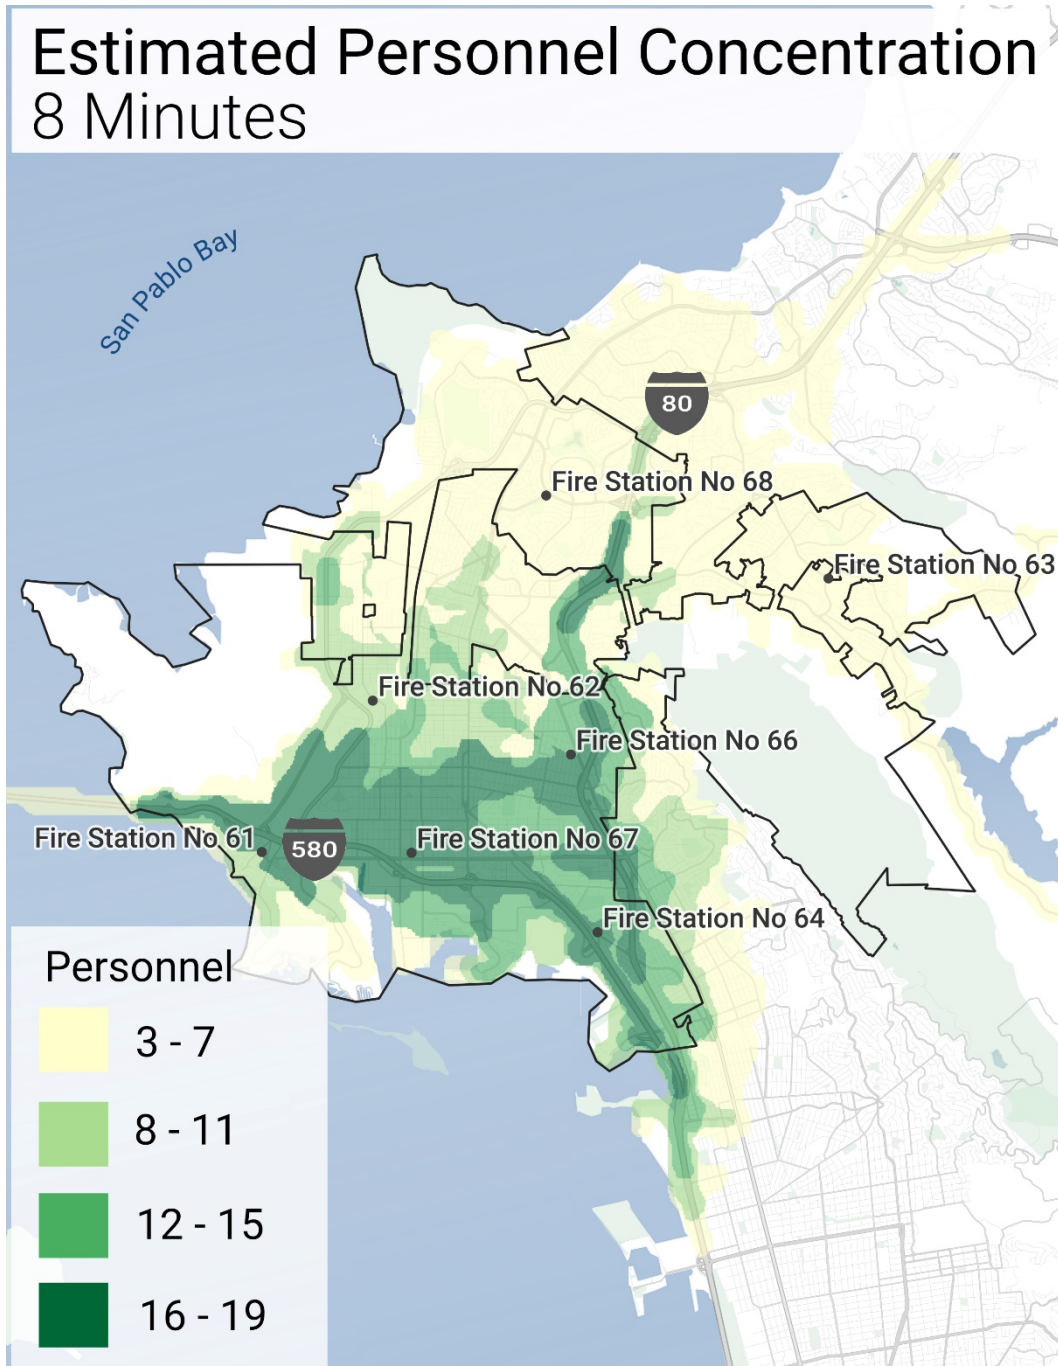 Estimated Personnel Concentration
8 Minutes
San Pablo Bay
80
Fire Station No 68
Fire Station No 63
Fire Station No 62
Fire Station No 66
Fire Station No 61
580
Fire Station No 67
Fire Station No 64
Personnel
3 - 7
8 - 11
12 - 15
16 - 19